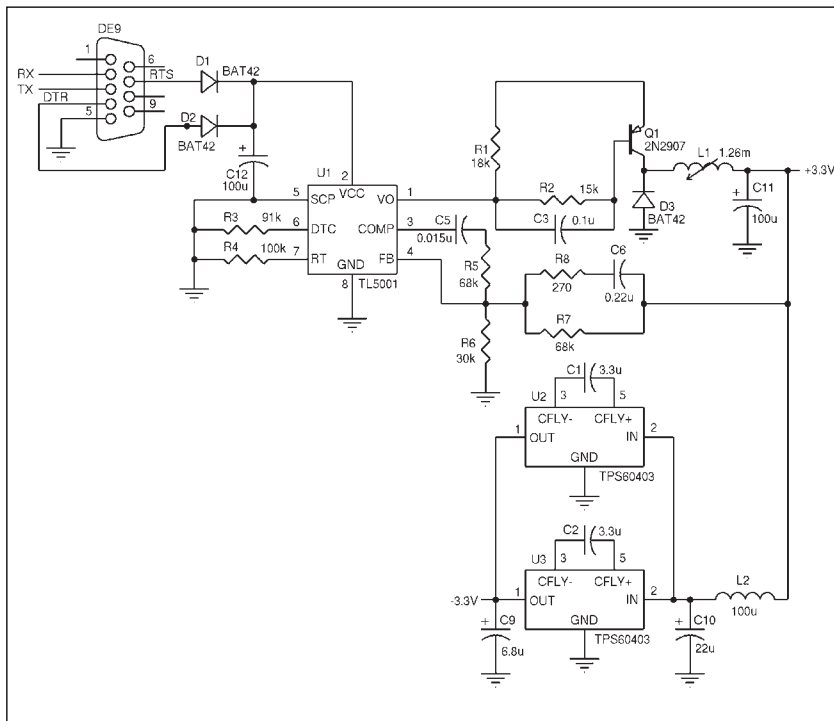 DE9
1
6
RX
RTS
TX
DTR
5
9
D1
BAT42
D2
BAT42
C12
100u
+
U1
2
VCC
5
SCP
VO
1
R3
91k
6
DTC
COMP
3
R4
100k
7
RT
FB
4
GND
8
TL5001
R1
18k
R2
15k
C3
0.1u
C5
0.015u
R5
68k
R6
30k
R8
270
C6
0.22u
R7
68k
Q1
2N2907
D3
BAT42
L1
1.26m
+
C11
100u
+3.3V
C1
3.3u
U2
3
5
CFLY-
CFLY+
1
OUT
IN
2
GND
TPS60403
C2
3.3u
U3
3
5
CFLY-
CFLY+
-3.3V
1
OUT
IN
2
GND
TPS60403
+
C9
6.8u
+
C10
22u
L2
100u